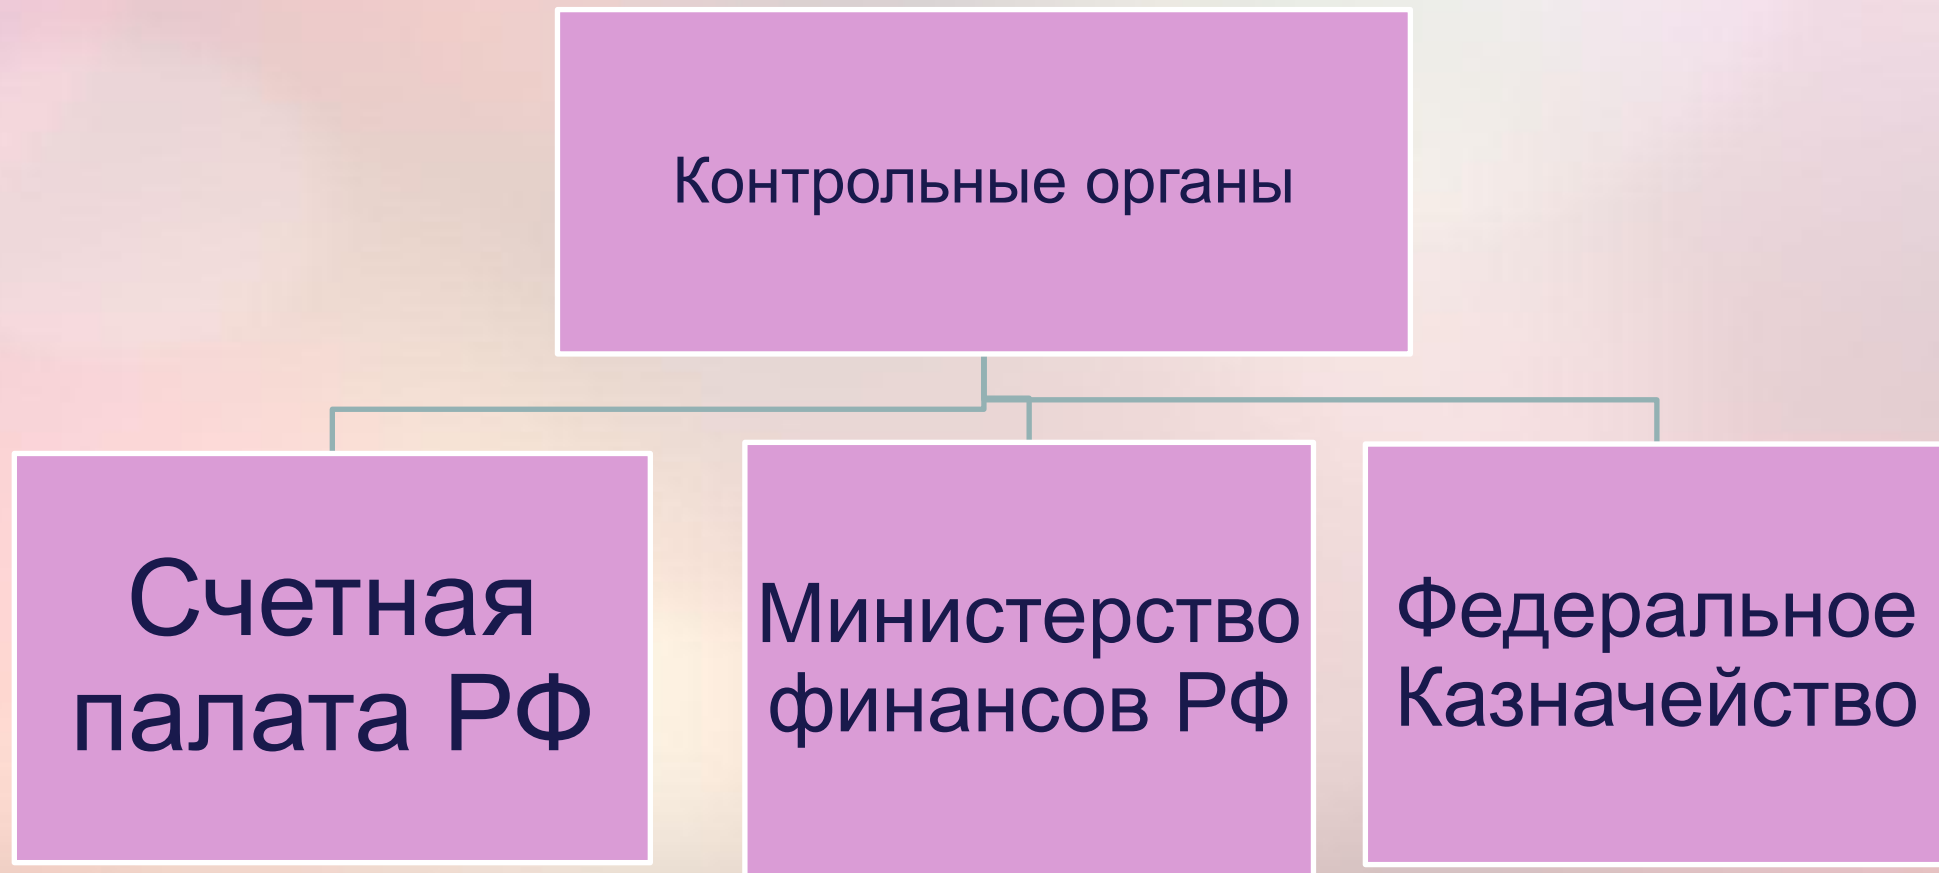 Контрольные органы
Счетная
палата РФ
Министерство
финансов РФ
Федеральное
Казначейство